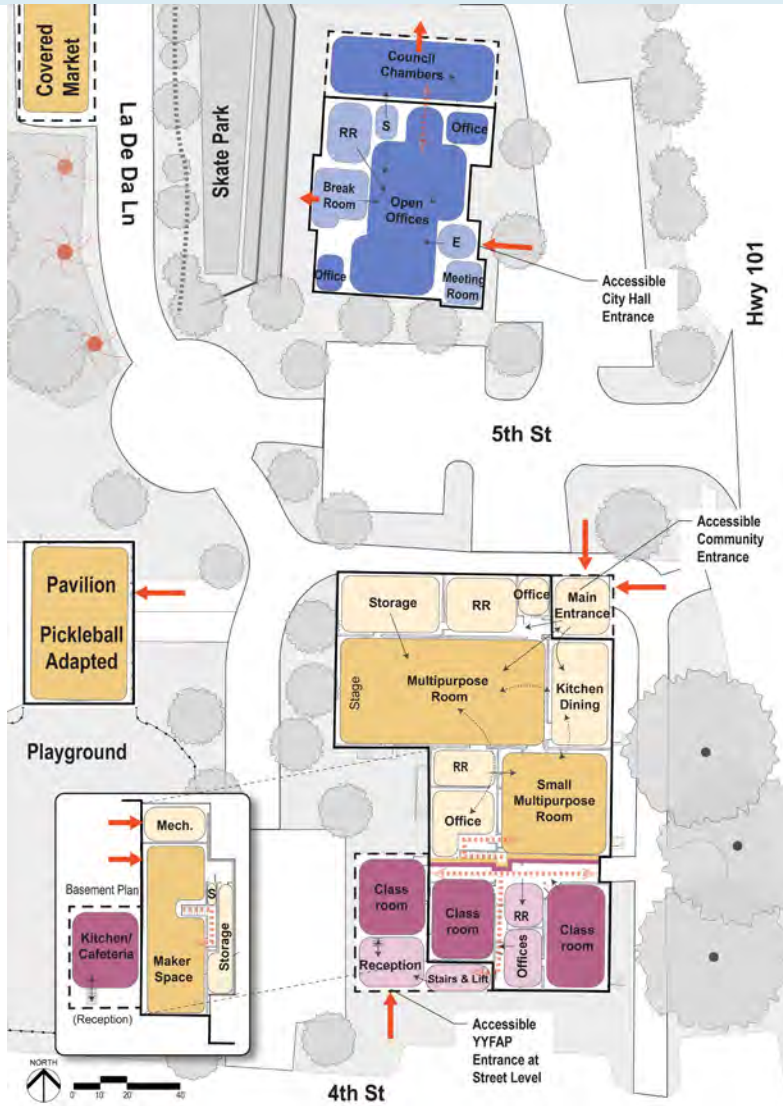 Covered
Market
La De Da Ln
Skate Park
Council
Chambers
RR
S
Office
Break
Room
Open
Offices
E
Office
Meeting
Room
Accessible
City Hall
Entrance
Hwy 101
5th St
Accessible
Community
Entrance
Pavilion
Pickleball
Adapted
Storage
RR
Office
Main
Entrance
Stage
Multipurpose
Room
Kitchen
Dining
Playground
RR
Small
Multipurpose
Room
Office
Mech.
Basement Plan
Kitchen/
Cafeteria
(Reception)
Maker
Space
S
Storage
Class
room
Class
room
RR
Offices
Class
room
Reception
Stairs & Lift
Accessible
YYFAP
Entrance at
Street Level
NORTH
0 10' 20' 40'
4th St